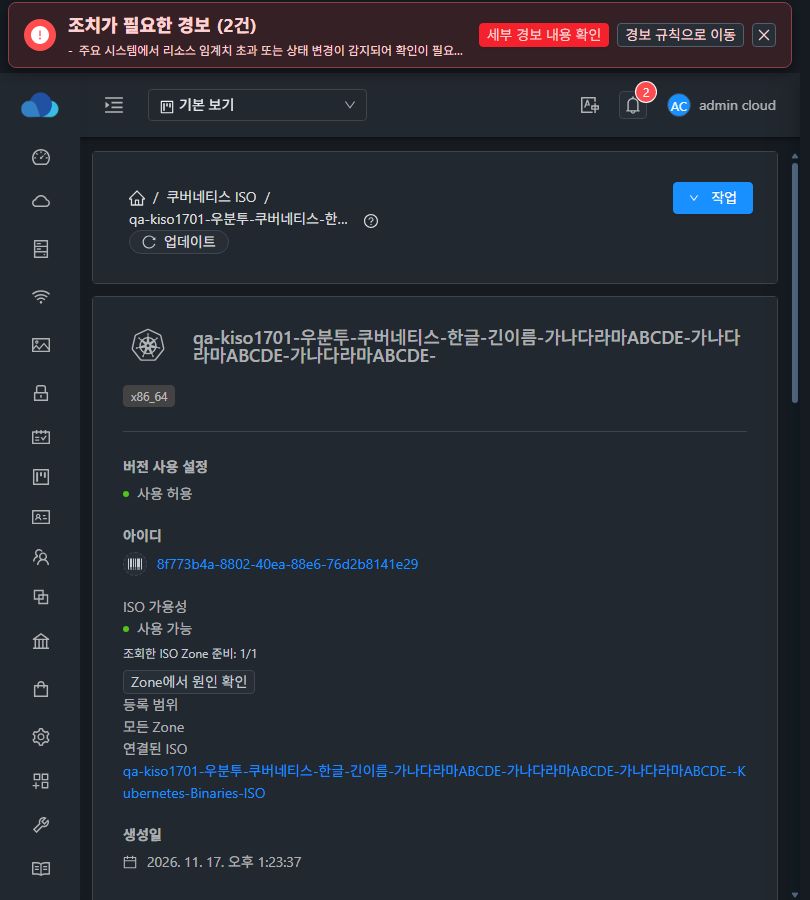 조치가 필요한 경보 (2건)
- 주요 시스템에서 리소스 임계치 초과 또는 상태 변경이 감지되어 확인이 필요...
세부 경보 내용 확인
경보 규칙으로 이동
기본 보기
2
AC
admin cloud
/ 쿠버네티스 ISO /
qa-kiso1701-우분투-쿠버네티스-한...
업데이트
작업
qa-kiso1701-우분투-쿠버네티스-한글-긴이름-가나다라마ABCDE-가나다
라마ABCDE-가나다라마ABCDE-
x86_64
버전 사용 설정
사용 허용
아이디
8f773b4a-8802-40ea-88e6-76d2b8141e29
ISO 가용성
사용 가능
조회한 ISO Zone 준비: 1/1
Zone에서 원인 확인
등록 범위
모든 Zone
연결된 ISO
qa-kiso1701-우분투-쿠버네티스-한글-긴이름-가나다라마ABCDE-가나다라마ABCDE-가나다라마ABCDE--K
ubernetes-Binaries-ISO
생성일
2026. 11. 17. 오후 1:23:37